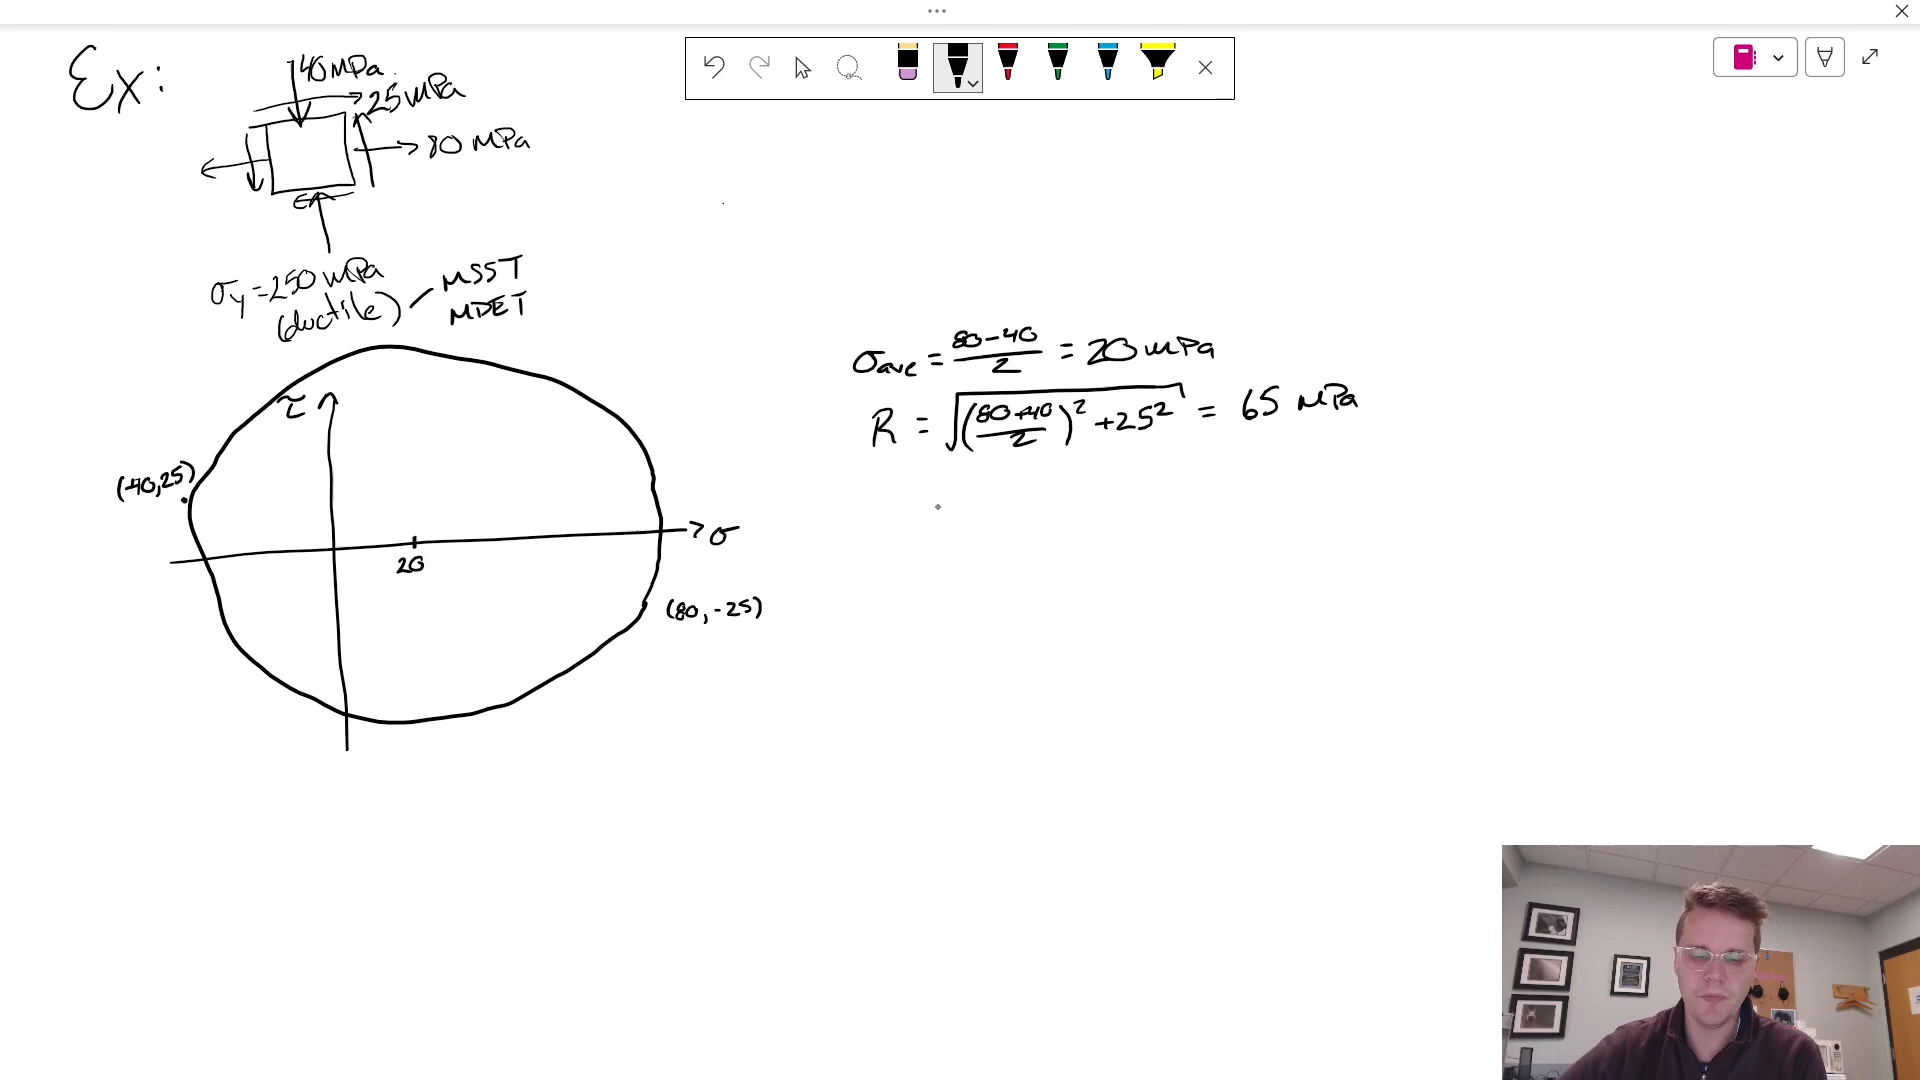 Ex:
40 MPa
25 MPa
80 MPa
σy = 250 MPa
(ductile)
MSST
MDET
σave = 80-40/2 = 20 MPa
R = √((80+40/2)² + 25²) = 65 MPa
τ
(-40,25)
σ
20
(80,-25)